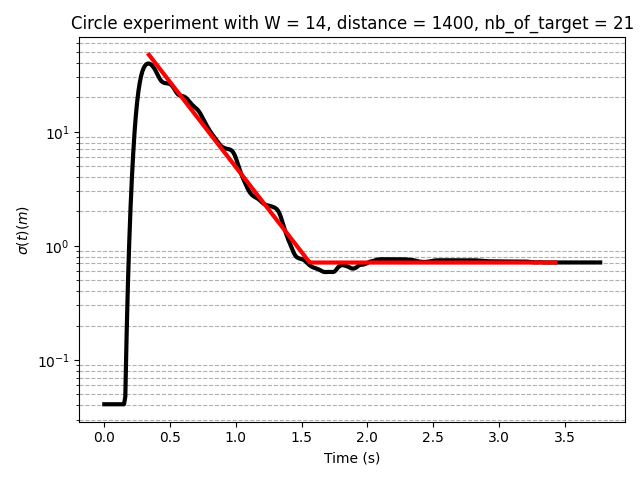 Circle experiment with W = 14, distance = 1400, nb_of_target = 21
10¹
10⁰
10⁻¹
σ(t)(m)
0.0 0.5 1.0 1.5 2.0 2.5 3.0 3.5
Time (s)